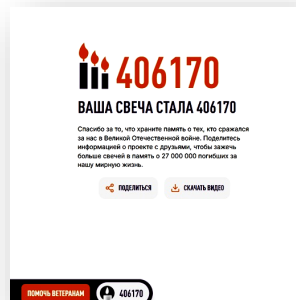 406170
ВАША СВЕЧА СТАЛА 406170
Спасибо за то, что храните память о тех, кто сражался
за нас в Великой Отечественной войне. Поделитесь
информацией о проекте с друзьями, чтобы зажечь
больше свечей в память о 27 000 000 погибших за
нашу мирную жизнь.
ПОДЕЛИТЬСЯ СКАЧАТЬ ВИДЕО
ПОМОЧЬ ВЕТЕРАНАМ 406170